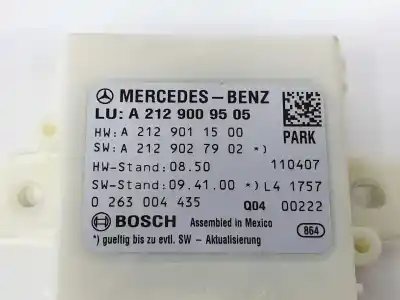 MERCEDES-BENZ
LU: A 212 900 95 05
HW: A 212 901 15 00 PARK
SW: A 212 902 79 02 *)
HW-Stand: 08.50 110407
SW-Stand: 09.41.00 *) L4 1757
0 263 004 435 Q04 00222
BOSCH Assembled in Mexico
*) gueltig bis zu evtl. SW - Aktualisierung 864